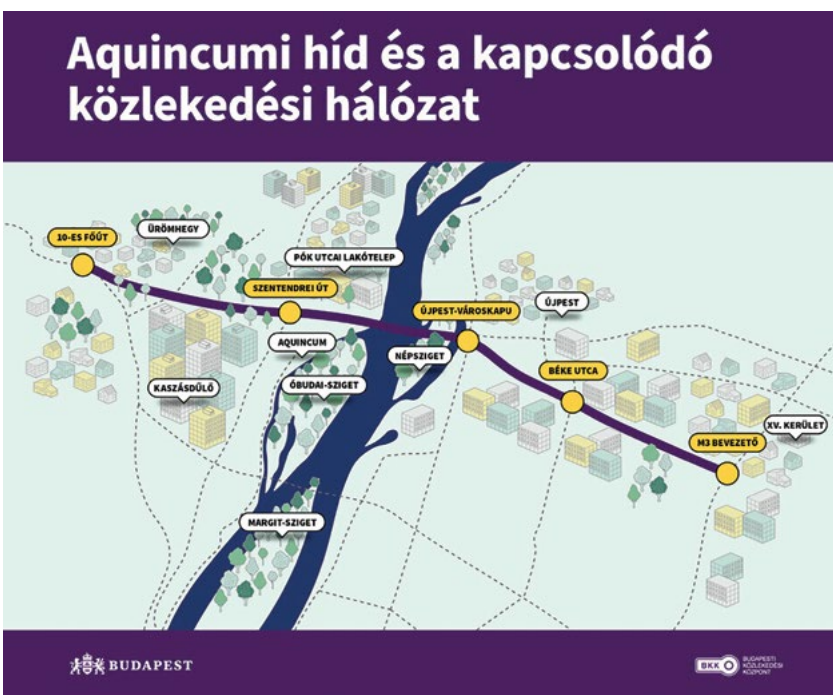 Aquincumi híd és a kapcsolódó
közlekedési hálózat
10-ES FŐÚT
ÜRÖMHEGY
PÓK UTCAI LAKÓTELEP
SZENTENDREI ÚT
ÚJPEST-VÁROSKAPU
ÚJPEST
AQUINCUM
NÉPSZIGET
KASZÁSDŰLŐ
ÓBUDAI-SZIGET
BÉKE UTCA
XV. KERÜLET
M3 BEVEZETŐ
MARGIT-SZIGET
BUDAPEST
BKK
BUDAPESTI
KÖZLEKEDÉSI
KÖZPONT